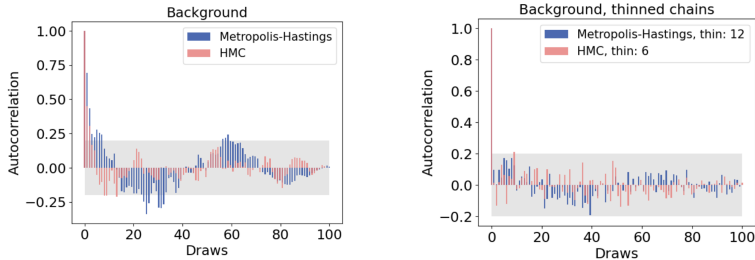 Background
1.00
0.75
0.50
0.25
0.00
−0.25
Autocorrelation
Metropolis-Hastings
HMC
0 20 40 60 80 100
Draws
Background, thinned chains
1.0
0.8
0.6
0.4
0.2
0.0
−0.2
Autocorrelation
Metropolis-Hastings, thin: 12
HMC, thin: 6
0 20 40 60 80 100
Draws